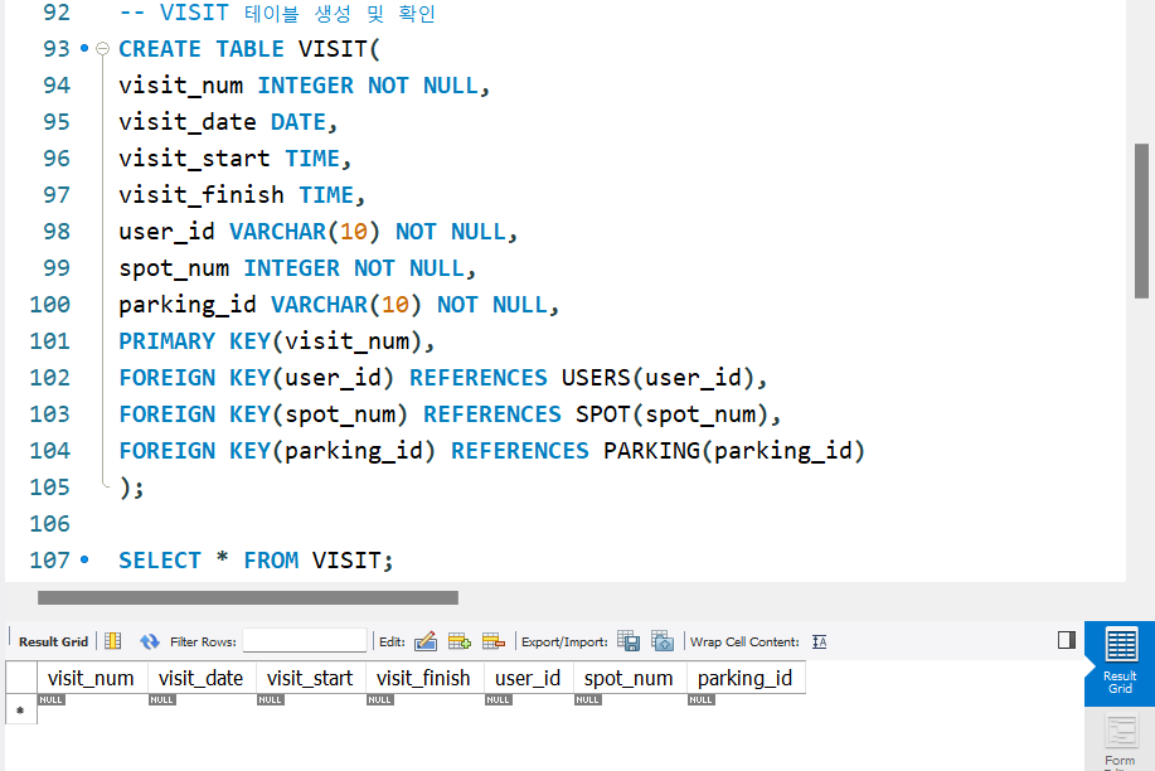 92 -- VISIT 테이블 생성 및 확인
93 CREATE TABLE VISIT(
94 visit_num INTEGER NOT NULL,
95 visit_date DATE,
96 visit_start TIME,
97 visit_finish TIME,
98 user_id VARCHAR(10) NOT NULL,
99 spot_num INTEGER NOT NULL,
100 parking_id VARCHAR(10) NOT NULL,
101 PRIMARY KEY(visit_num),
102 FOREIGN KEY(user_id) REFERENCES USERS(user_id),
103 FOREIGN KEY(spot_num) REFERENCES SPOT(spot_num),
104 FOREIGN KEY(parking_id) REFERENCES PARKING(parking_id)
105 );
106
107 SELECT * FROM VISIT;
Result Grid Filter Rows: Edit: Export/Import: Wrap Cell Content: IA
visit_num visit_date visit_start visit_finish user_id spot_num parking_id
* NULL NULL NULL NULL NULL NULL NULL
Result
Grid
Form